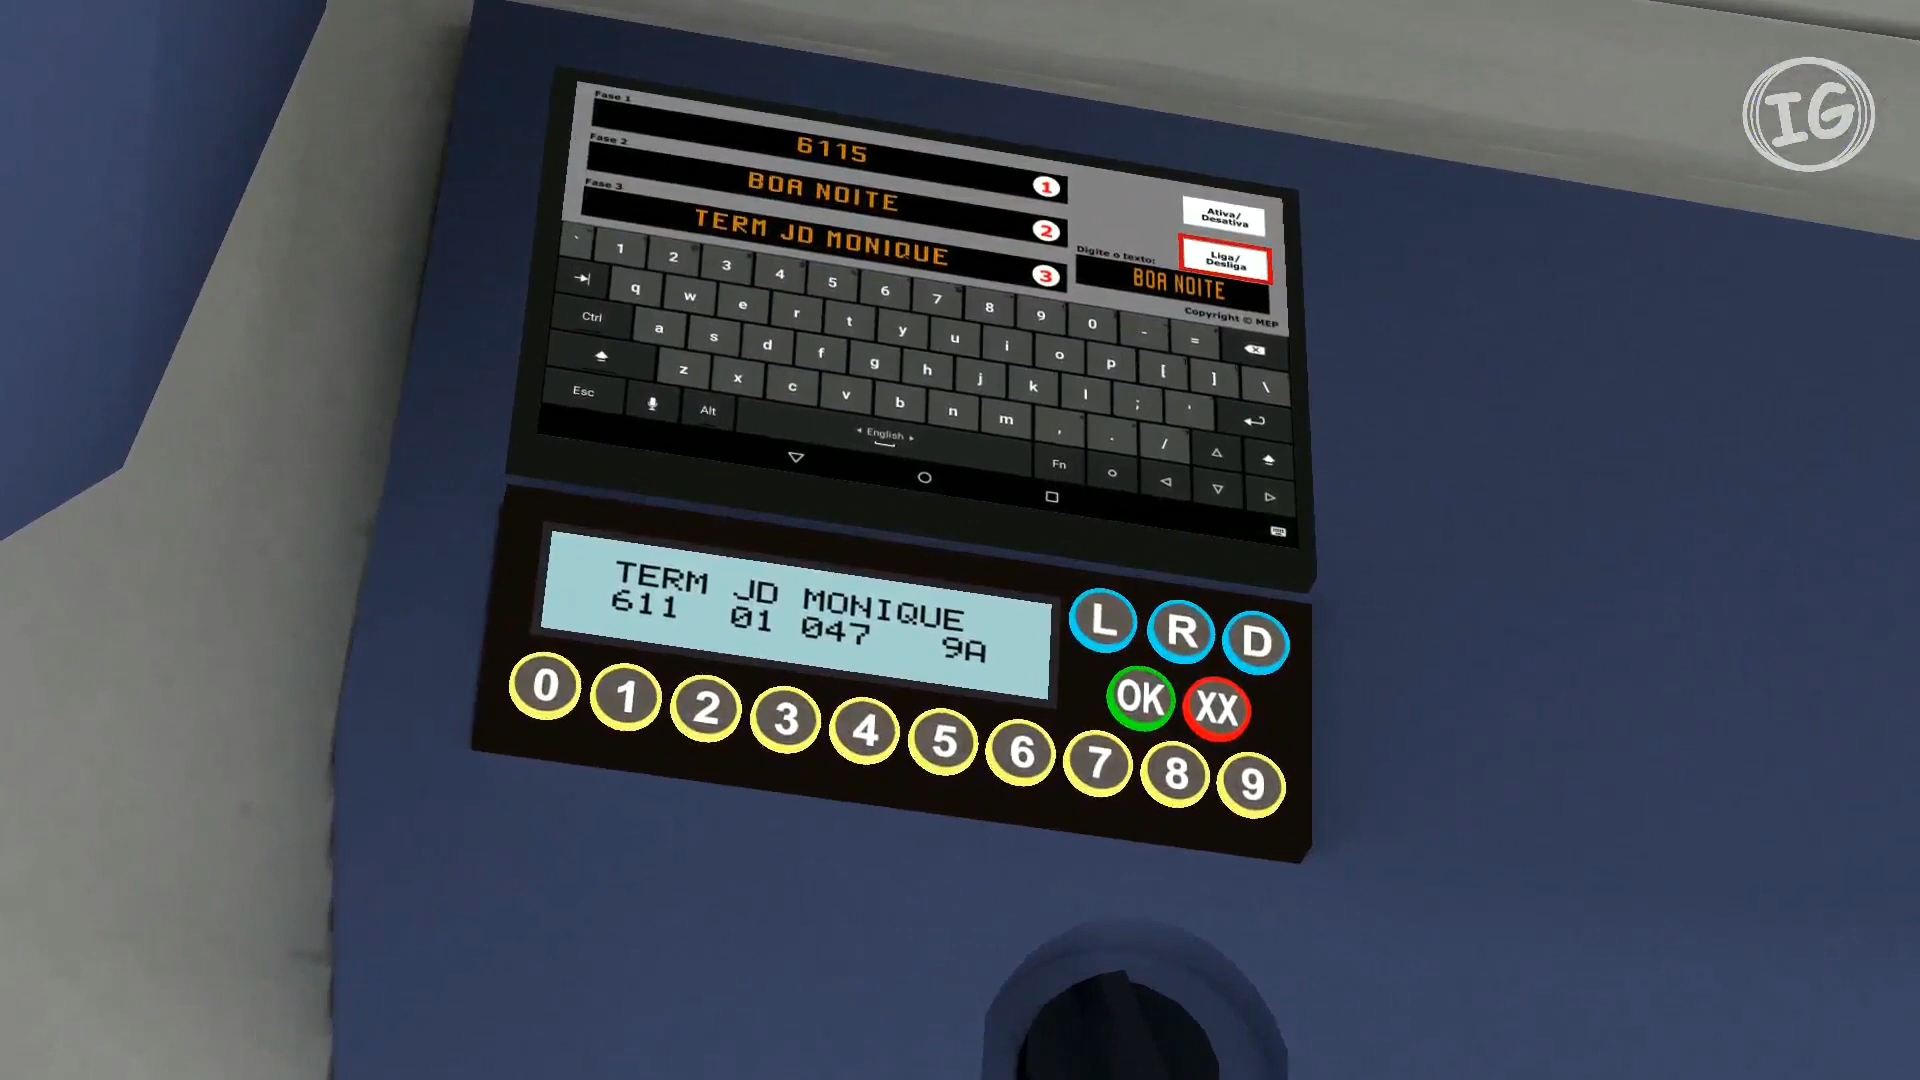 IG
Fase 1
6115
1
Fase 2
BOA NOITE
2
Fase 3
TERM JD MONIQUE
3
Ativa/
Desativa
Liga/
Desliga
Digite o texto:
BOA NOITE
Copyright © MEP
` 1 2 3 4 5 6 7 8 9 0 - =
q w e r t y u i o p [ ] \
Ctrl a s d f g h j k l ; '
z x c v b n m , . /
Esc Alt English Fn
TERM JD MONIQUE
611 01 047 9A
L R D
OK XX
0 1 2 3 4 5 6 7 8 9